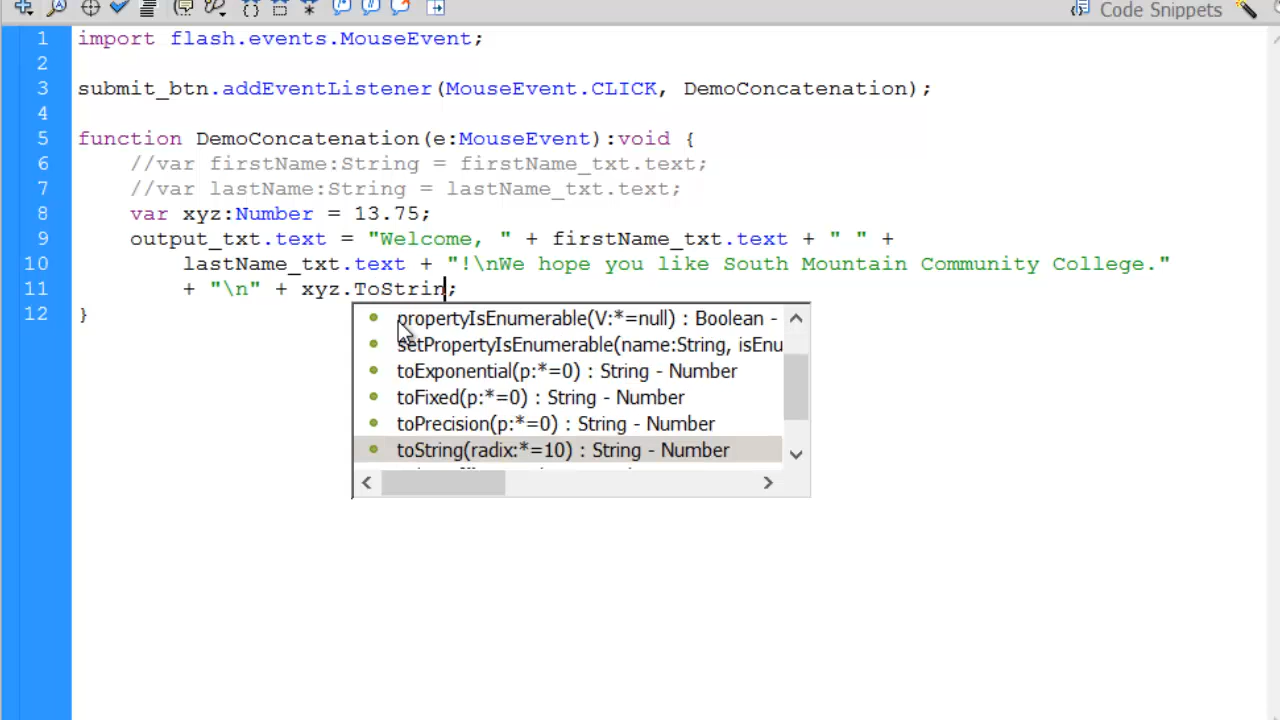 Code Snippets
1 import flash.events.MouseEvent;
2
3 submit_btn.addEventListener(MouseEvent.CLICK, DemoConcatenation);
4
5 function DemoConcatenation(e:MouseEvent):void {
6 //var firstName:String = firstName_txt.text;
7 //var lastName:String = lastName_txt.text;
8 var xyz:Number = 13.75;
9 output_txt.text = "Welcome, " + firstName_txt.text + " " +
10 lastName_txt.text + "!\nWe hope you like South Mountain Community College."
11 + "\n" + xyz.ToStrin;
12 }
propertyIsEnumerable(V:*=null) : Boolean -
setPropertyIsEnumerable(name:String, isEnu
toExponential(p:*=0) : String - Number
toFixed(p:*=0) : String - Number
toPrecision(p:*=0) : String - Number
toString(radix:*=10) : String - Number